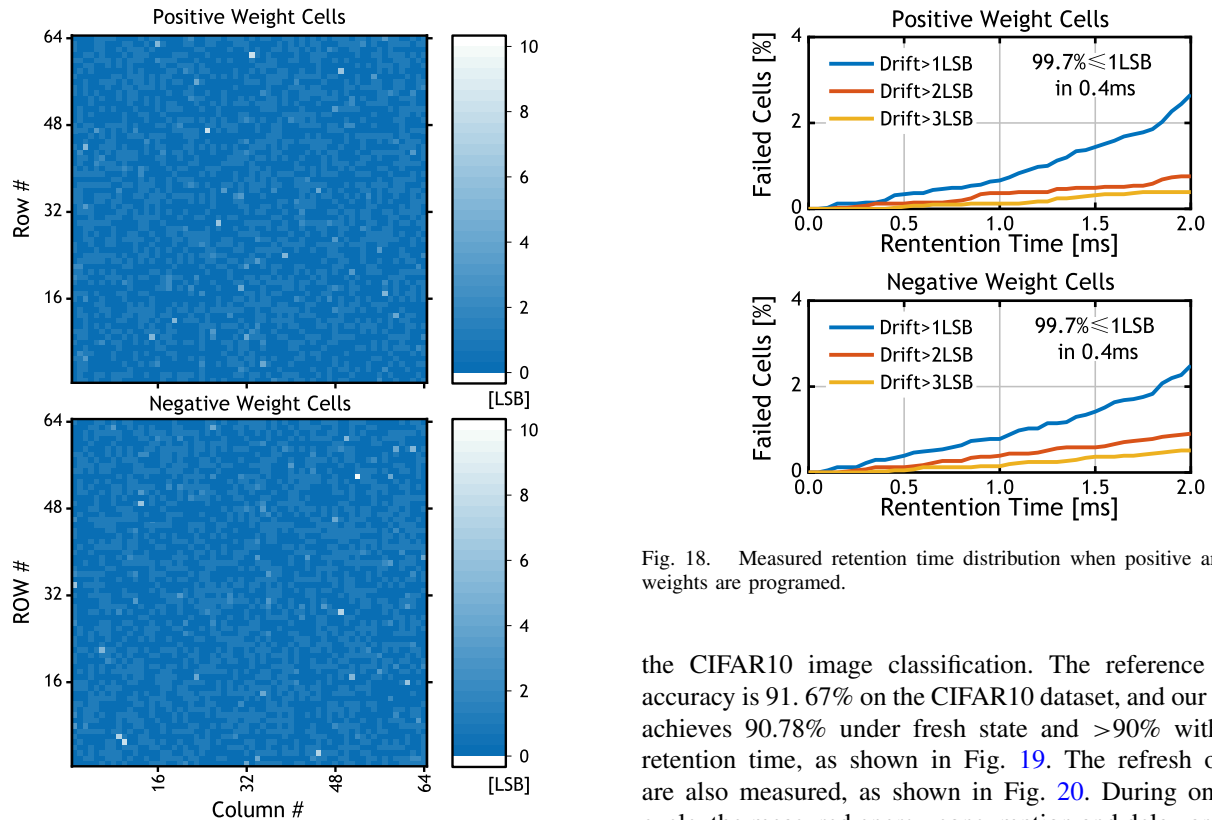 Positive Weight Cells
64
48
32
16
Row #
10
8
6
4
2
0
[LSB]
Negative Weight Cells
64
48
32
16
ROW #
16
32
48
64
Column #
10
8
6
4
2
0
[LSB]
Positive Weight Cells
Failed Cells [%]
4
2
0
Drift>1LSB
Drift>2LSB
Drift>3LSB
99.7%⩽1LSB
in 0.4ms
0.0 0.5 1.0 1.5 2.0
Rentention Time [ms]
Negative Weight Cells
Failed Cells [%]
4
2
0
Drift>1LSB
Drift>2LSB
Drift>3LSB
99.7%⩽1LSB
in 0.4ms
0.0 0.5 1.0 1.5 2.0
Rentention Time [ms]
Fig. 18. Measured retention time distribution when positive
weights are programed.
the CIFAR10 image classification. The reference
accuracy is 91. 67% on the CIFAR10 dataset, and our
achieves 90.78% under fresh state and >90%
retention time, as shown in Fig. 19. The refresh
are also measured, as shown in Fig. 20. During